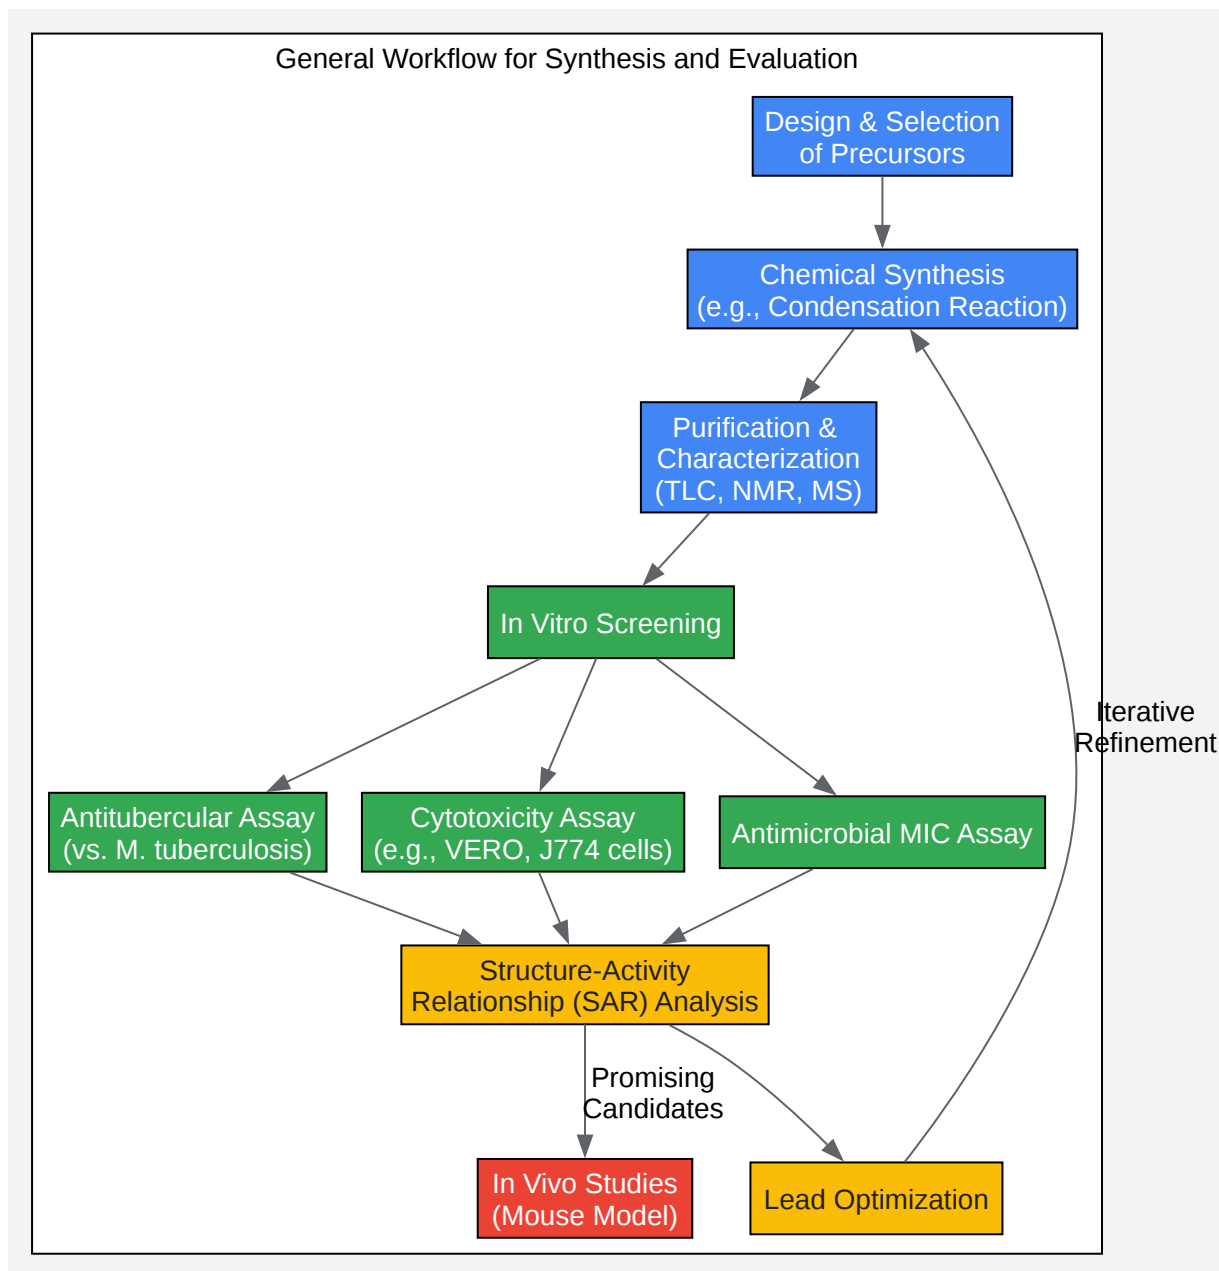 General Workflow for Synthesis and Evaluation
Design & Selection
of Precursors
Chemical Synthesis
(e.g., Condensation Reaction)
Purification &
Characterization
(TLC, NMR, MS)
In Vitro Screening
Iterative
Refinement
Antitubercular Assay
(vs. M. tuberculosis)
Cytotoxicity Assay
(e.g., VERO, J774 cells)
Antimicrobial MIC Assay
Structure-Activity
Relationship (SAR) Analysis
Promising
Candidates
In Vivo Studies
(Mouse Model)
Lead Optimization